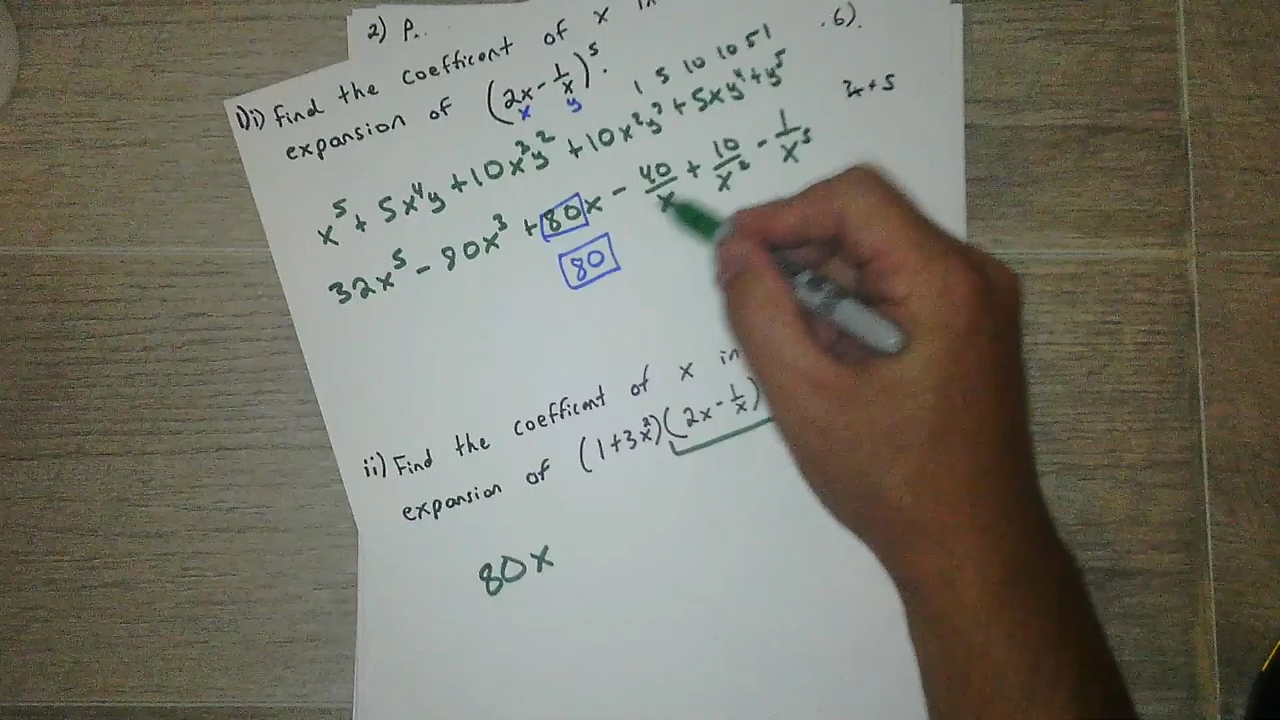 2) P..
1)i) Find the coefficent of x in
expansion of (2x - 1/x)^5.
x y
1 5 10 10 5 1
.6).
x^5 + 5x^4y + 10x^3y^2 + 10x^2y^3 + 5xy^4 + y^5
32x^5 - 80x^3 + 80x - 40/x + 10/x^2 - 1/x^5
80
ii) Find the coefficent of x in
expansion of (1+3x^2)(2x - 1/x)
80x